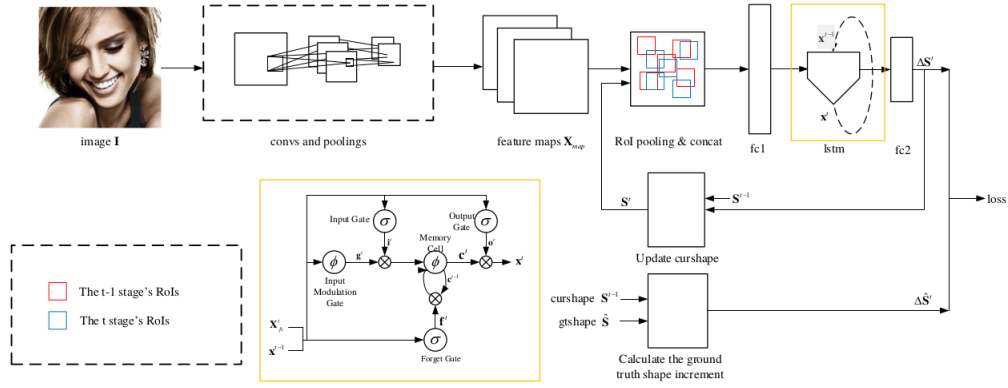 image I
convs and poolings
feature maps X_map
RoI pooling & concat
fc1
x^{t-1}
x^t
lstm
fc2
ΔS^t
S^t
S^{t-1}
Update curshape
loss
curshape S^{t-1}
gtshape Ŝ
ΔŜ^t
Calculate the ground
truth shape increment
Input Gate
σ
i^t
Output
Gate
σ
o^t
Memory
Cell
ϕ
g^t
ϕ
c^t
c^{t-1}
x^t
Input
Modulation
Gate
f^t
σ
Forget Gate
X^t_{fc}
x^{t-1}
The t-1 stage's RoIs
The t stage's RoIs